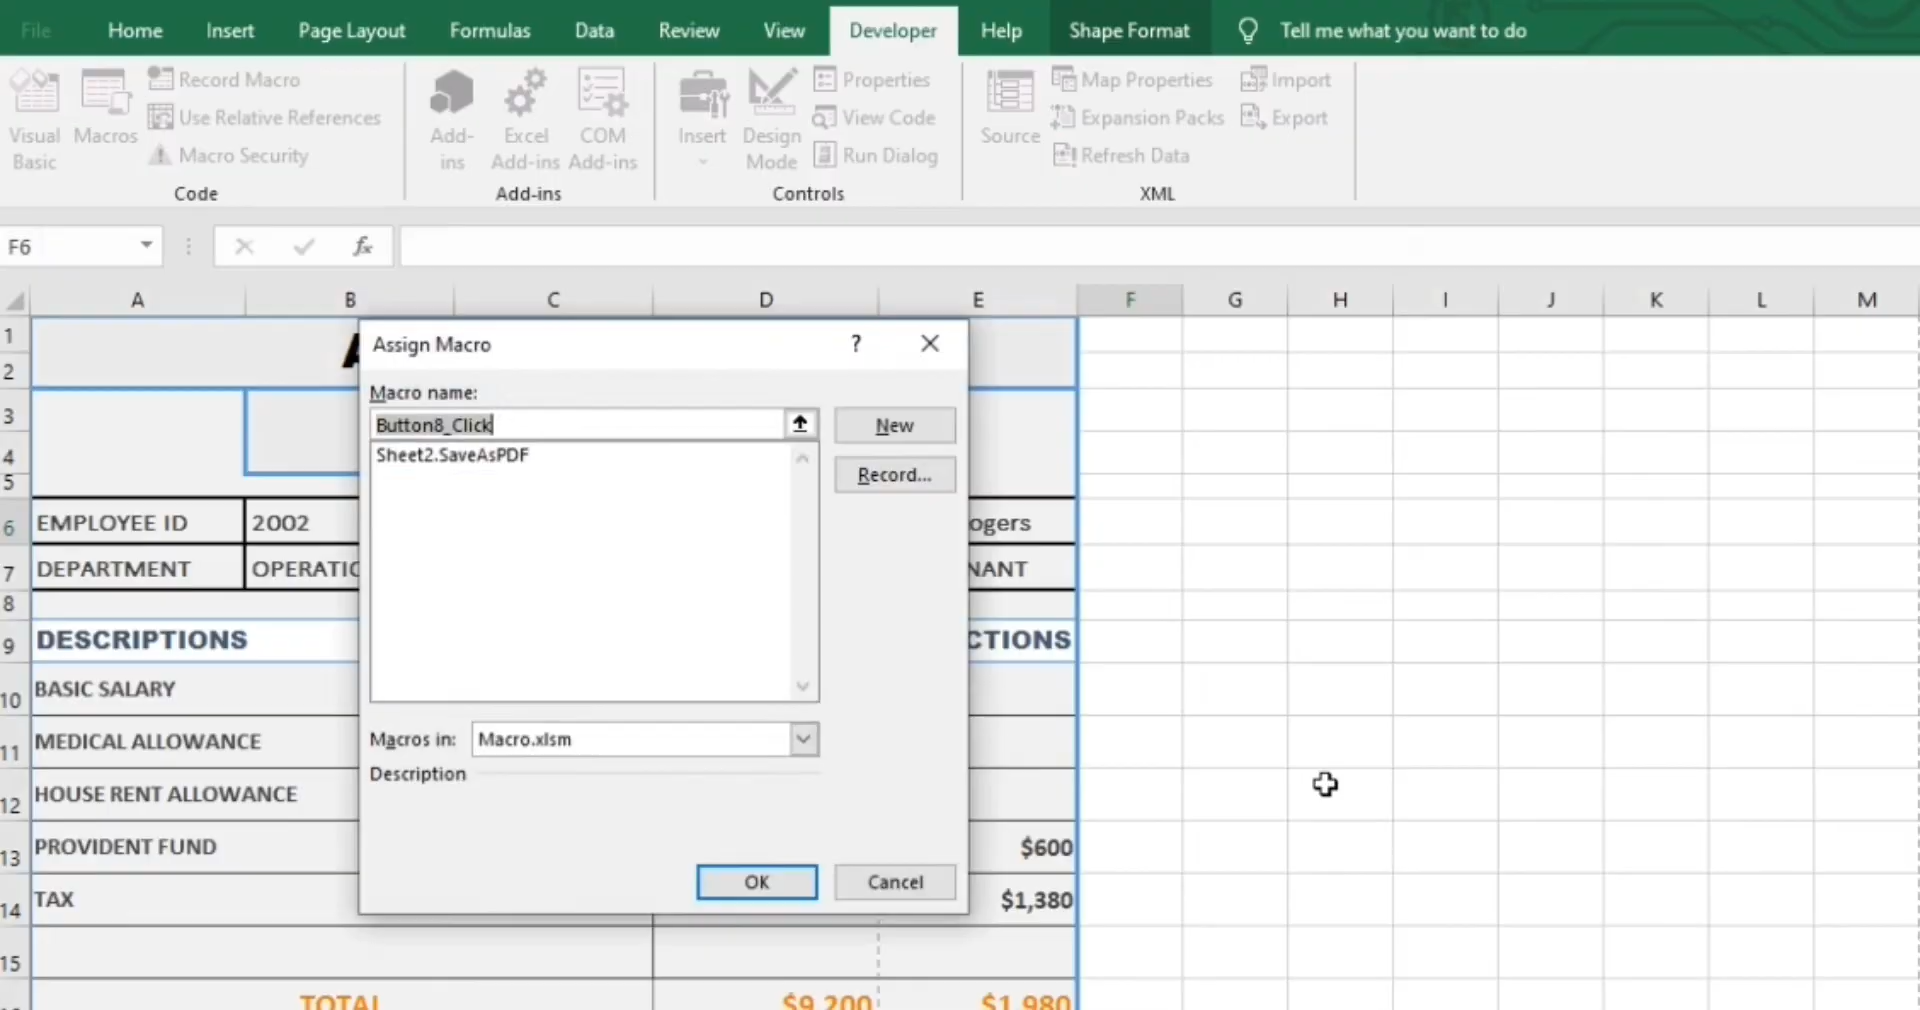 File Home Insert Page Layout Formulas Data Review View Developer Help Shape Format Tell me what you want to do
Visual Basic
Macros
Record Macro
Use Relative References
Macro Security
Code
Add-ins
Excel Add-ins
COM Add-ins
Add-ins
Insert
Design Mode
Properties
View Code
Run Dialog
Controls
Source
Map Properties
Expansion Packs
Refresh Data
Import
Export
XML
F6 fx
A B C D E F G H I J K L M
1
2
3
4
5
6 EMPLOYEE ID 2002 ogers
7 DEPARTMENT OPERATIO NANT
8
9 DESCRIPTIONS CTIONS
10 BASIC SALARY
11 MEDICAL ALLOWANCE
12 HOUSE RENT ALLOWANCE
13 PROVIDENT FUND $600
14 TAX $1,380
15
TOTAL $9,200 $1,980
Assign Macro ?
Macro name:
Button8_Click
New
Sheet2.SaveAsPDF
Record...
Macros in: Macro.xlsm
Description
OK Cancel